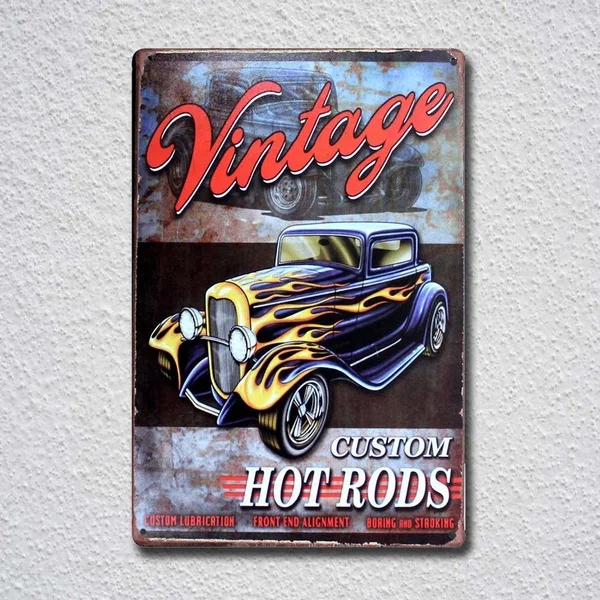 Vintage
CUSTOM
HOT RODS
CUSTOM LUBRICATION FRONT END ALIGNMENT BORING AND STROKING